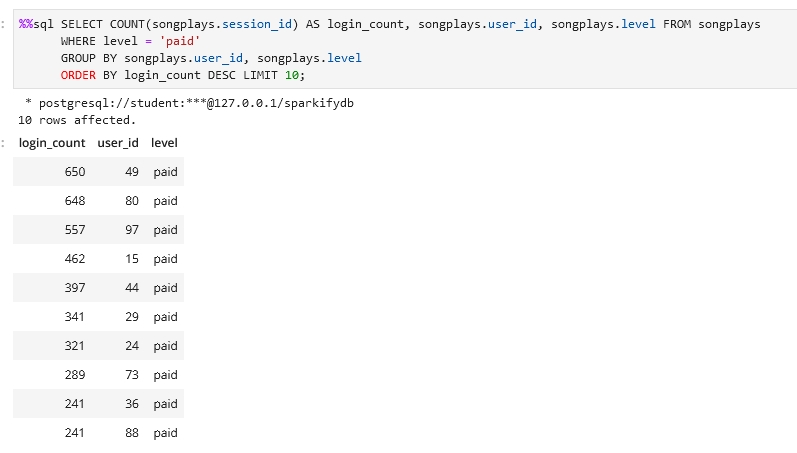 : %%sql SELECT COUNT(songplays.session_id) AS login_count, songplays.user_id, songplays.level FROM songplays
WHERE level = 'paid'
GROUP BY songplays.user_id, songplays.level
ORDER BY login_count DESC LIMIT 10;
* postgresql://student:***@127.0.0.1/sparkifydb
10 rows affected.
: login_count user_id level
650 49 paid
648 80 paid
557 97 paid
462 15 paid
397 44 paid
341 29 paid
321 24 paid
289 73 paid
241 36 paid
241 88 paid